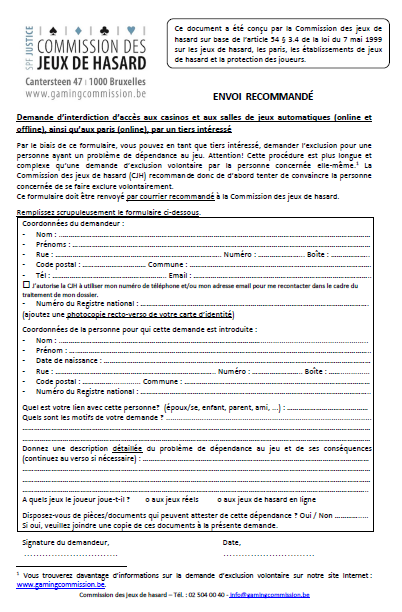 SPF JUSTICE
COMMISSION DES
JEUX DE HASARD
Cantersteen 47 | 1000 Bruxelles
www.gamingcommission.be
Ce document a été conçu par la Commission des jeux de
hasard sur base de l'article 54 § 3.4 de la loi du 7 mai 1999
sur les jeux de hasard, les paris, les établissements de jeux
de hasard et la protection des joueurs.
ENVOI RECOMMANDÉ
Demande d'interdiction d'accès aux casinos et aux salles de jeux automatiques (online et
offline), ainsi qu'aux paris (online), par un tiers intéressé
Par le biais de ce formulaire, vous pouvez en tant que tiers intéressé, demander l'exclusion pour une
personne ayant un problème de dépendance au jeu. Attention! Cette procédure est plus longue et
complexe qu'une demande d'exclusion volontaire par la personne concernée elle-même.¹ La
Commission des jeux de hasard (CJH) recommande donc de d'abord tenter de convaincre la personne
concernée de se faire exclure volontairement.
Ce formulaire doit être renvoyé par courrier recommandé à la Commission des jeux de hasard.
Remplissez scrupuleusement le formulaire ci-dessous.
Coordonnées du demandeur :
- Nom : ........................................
- Prénoms : ........................................
- Rue : ........................................ Numéro : .............. Boîte : ..............
- Code postal : .................... Commune : ........................................
- Tél : ........................................ Email : ........................................
☐ J'autorise la CJH à utiliser mon numéro de téléphone et/ou mon adresse email pour me recontacter dans le cadre du
traitement de mon dossier.
- Numéro du Registre national : ........................................
(ajoutez une photocopie recto-verso de votre carte d'identité)
Coordonnées de la personne pour qui cette demande est introduite :
- Nom : ........................................
- Prénom : ........................................
- Date de naissance : ........................................
- Rue : ........................................ Numéro : .............. Boîte : ..............
- Code postal : .................... Commune : ........................................
- Numéro du Registre national : ........................................
Quel est votre lien avec cette personne? (époux/se, enfant, parent, ami, ...) : ....................
Quels sont les motifs de votre demande ? ........................................
Donnez une description détaillée du problème de dépendance au jeu et de ses conséquences
(continuez au verso si nécessaire) : ........................................
A quels jeux le joueur joue-t-il ? o aux jeux réels o aux jeux de hasard en ligne
Disposez-vous de pièces/documents qui peuvent attester de cette dépendance ? Oui / Non ..............
Si oui, veuillez joindre une copie de ces documents à la présente demande.
Signature du demandeur, Date,
.............................. ..............................
¹ Vous trouverez davantage d'informations sur la demande d'exclusion volontaire sur notre site Internet :
www.gamingcommission.be.
Commission des jeux de hasard – Tél. : 02 504 00 40 - info@gamingcommission.be